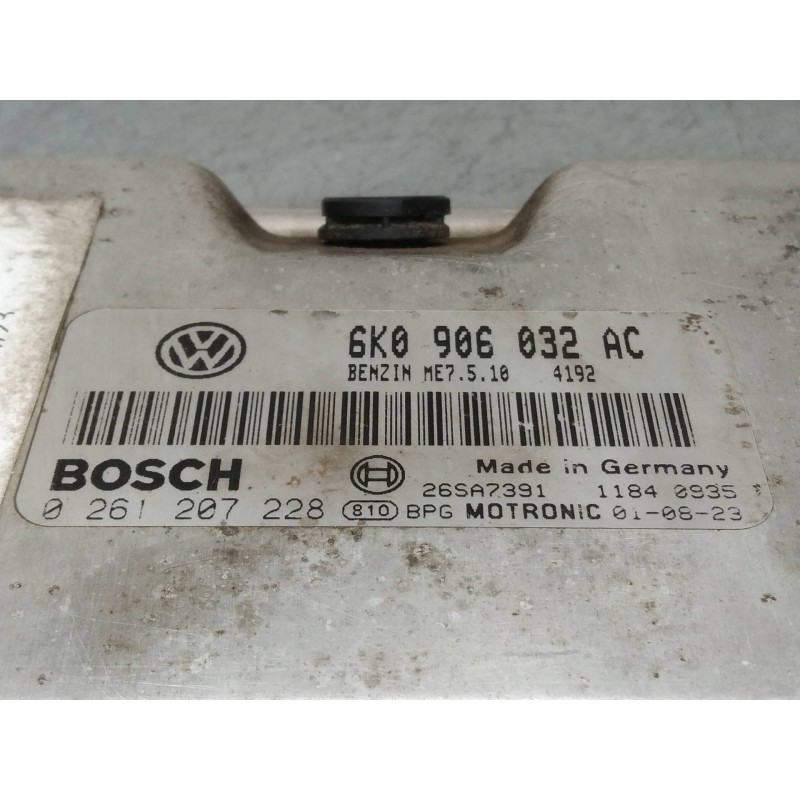 6K0 906 032 AC
BENZIN ME7.5.10 4192
BOSCH
Made in Germany
26SA7391 1184 0935
0 261 207 228 810 BPG MOTRONIC 01-08-23